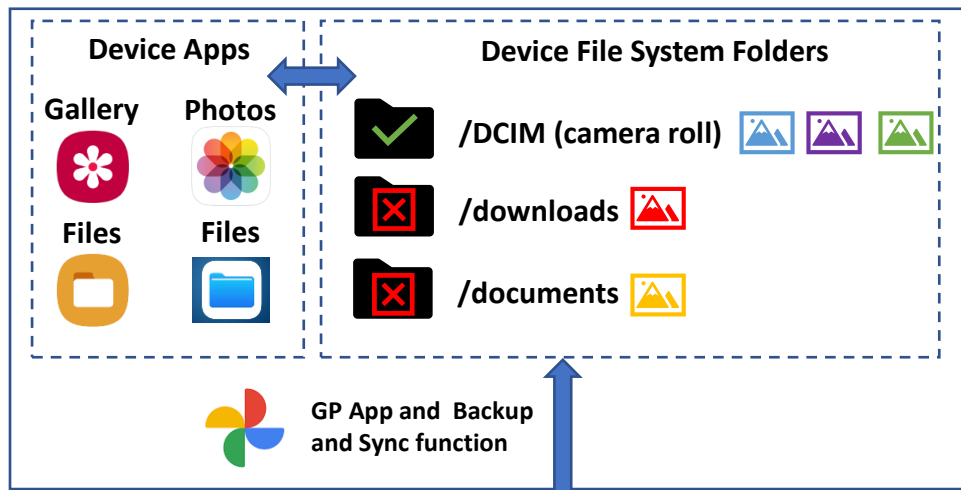 Device Apps
Device File System Folders
Gallery
Photos
Files
Files
/DCIM (camera roll)
/downloads
/documents
GP App and Backup
and Sync function